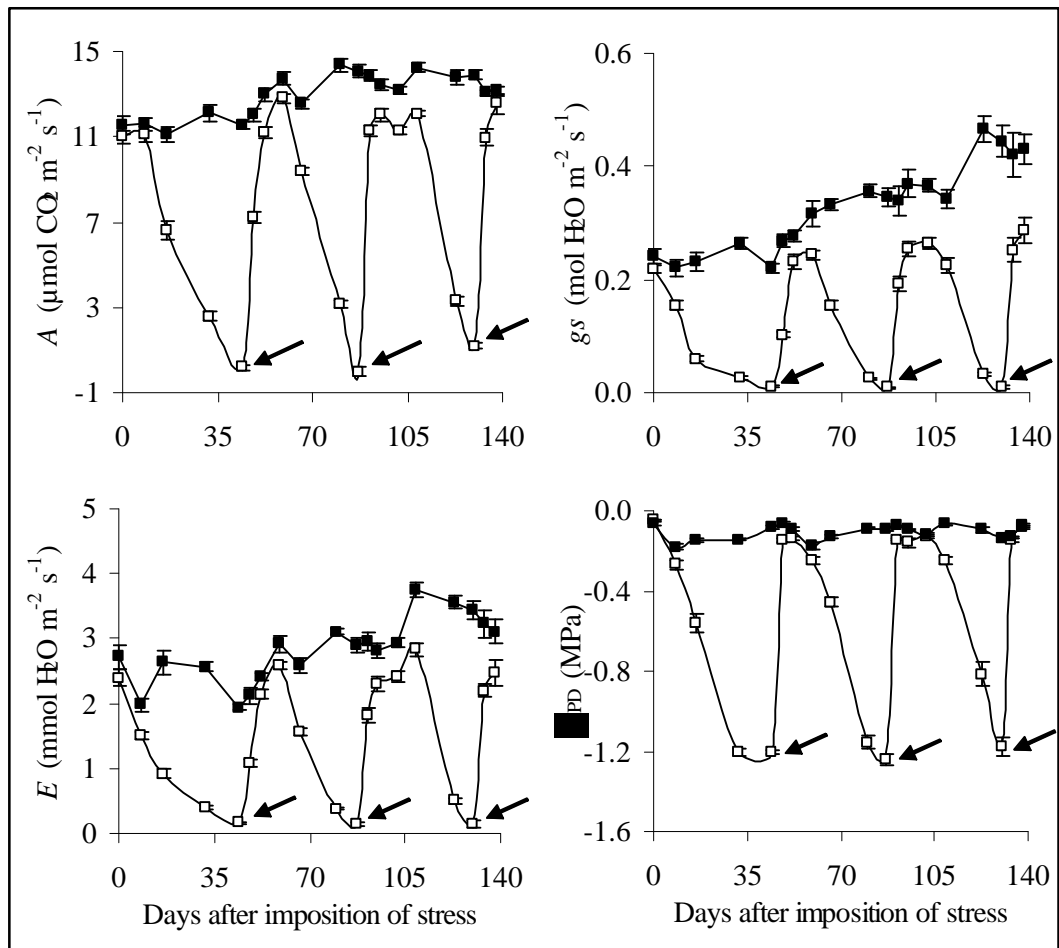 A (µmol CO2 m-2 s-1)
15
11
7
3
-1
0 35 70 105 140
gs (mol H2O m-2 s-1)
0.6
0.4
0.2
0.0
0 35 70 105 140
E (mmol H2O m-2 s-1)
5
4
3
2
1
0
0 35 70 105 140
Days after imposition of stress
PD (MPa)
0.0
-0.4
-0.8
-1.2
-1.6
0 35 70 105 140
Days after imposition of stress